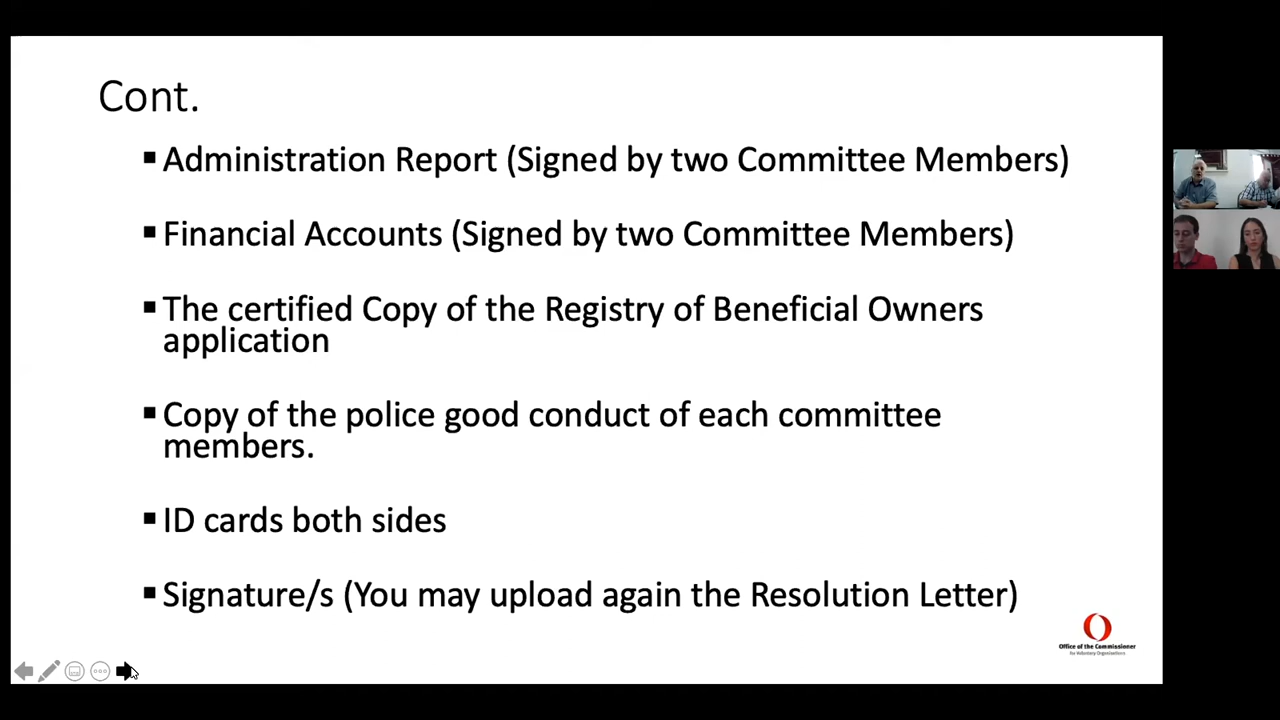 Cont.
▪ Administration Report (Signed by two Committee Members)
▪ Financial Accounts (Signed by two Committee Members)
▪ The certified Copy of the Registry of Beneficial Owners
application
▪ Copy of the police good conduct of each committee
members.
▪ ID cards both sides
▪ Signature/s (You may upload again the Resolution Letter)
Office of the Commissioner
for Voluntary Organisations